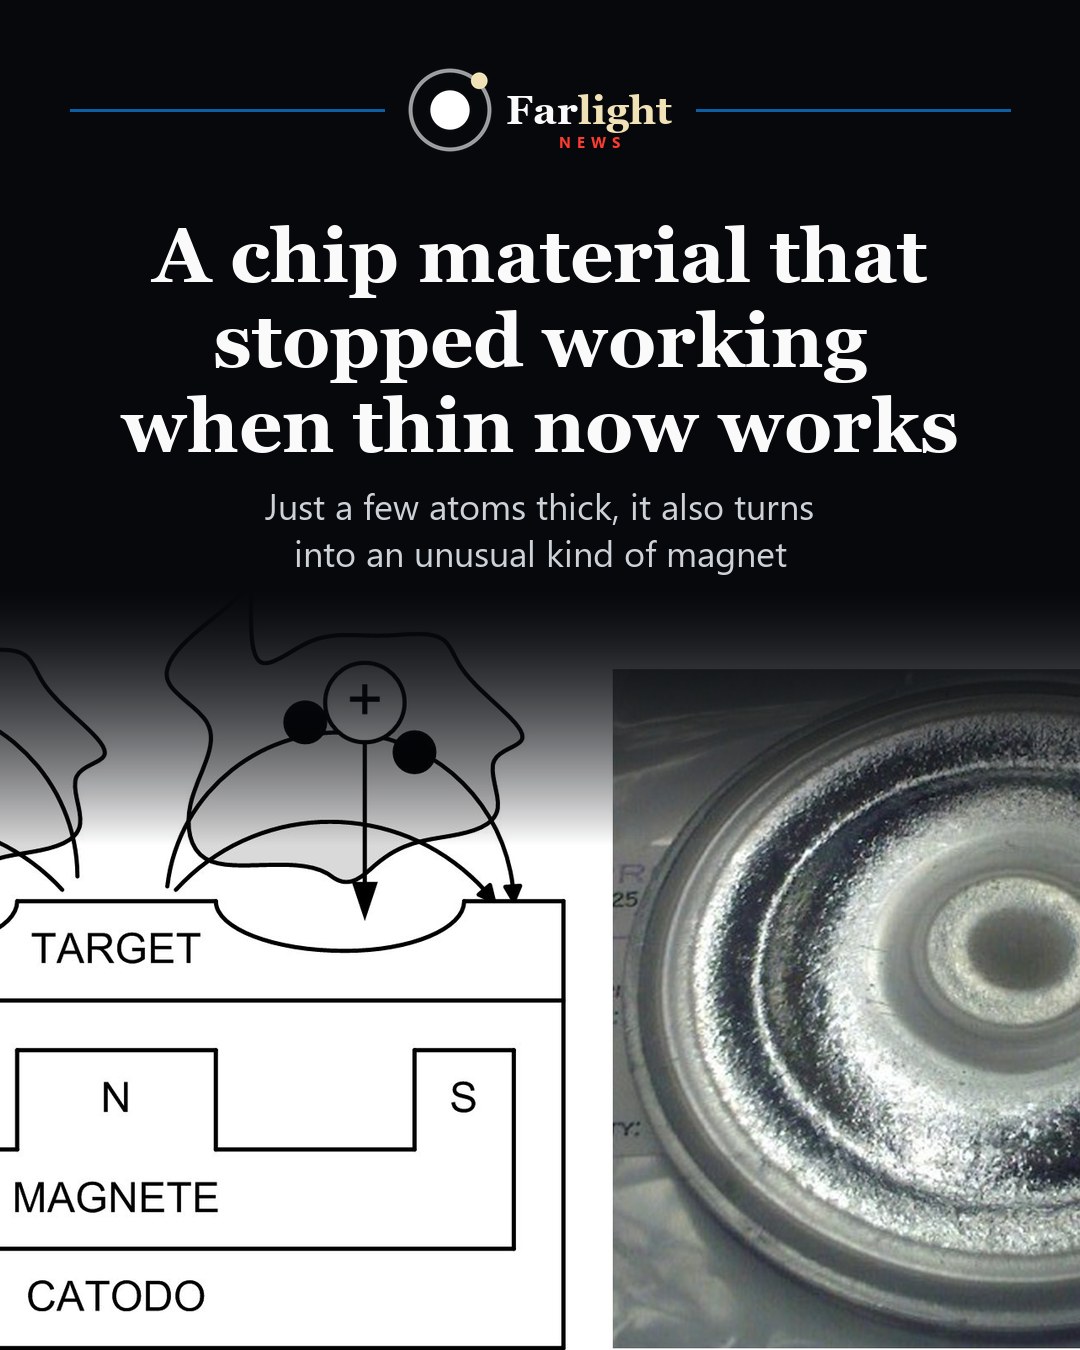 Farlight
NEWS
A chip material that
stopped working
when thin now works
Just a few atoms thick, it also turns
into an unusual kind of magnet
+
R
25
TARGET
N
S
Y:
MAGNETE
CATODO